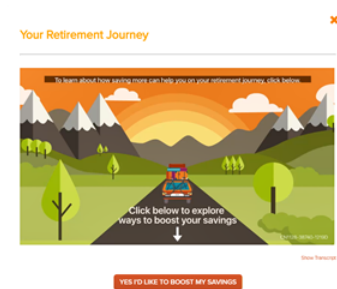 Your Retirement Journey
To learn about how saving more can help you on your retirement journey, click below.
Click below to explore
ways to boost your savings
Show Transcript
YES I'D LIKE TO BOOST MY SAVINGS